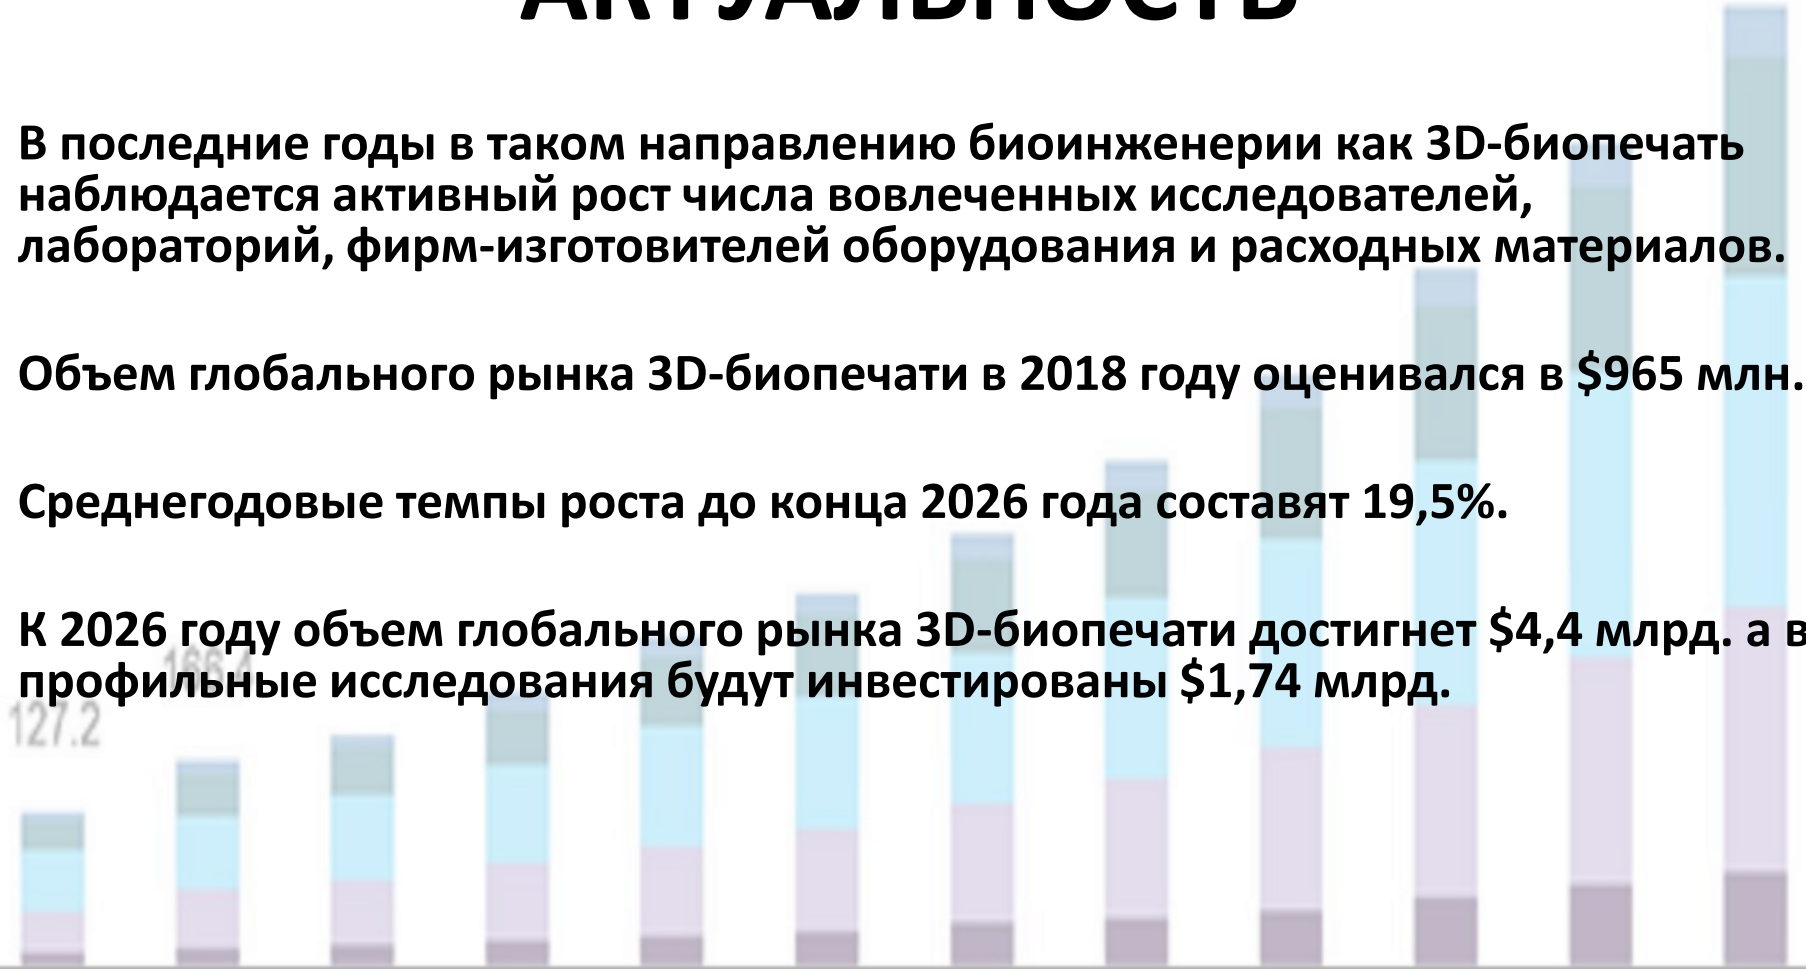 АКТУАЛЬНОСТЬ
В последние годы в таком направлению биоинженерии как 3D-биопечать
наблюдается активный рост числа вовлеченных исследователей,
лабораторий, фирм-изготовителей оборудования и расходных материалов.
Объем глобального рынка 3D-биопечати в 2018 году оценивался в $965 млн.
Среднегодовые темпы роста до конца 2026 года составят 19,5%.
К 2026 году объем глобального рынка 3D-биопечати достигнет $4,4 млрд. а в
166.4
профильные исследования будут инвестированы $1,74 млрд.
127.2